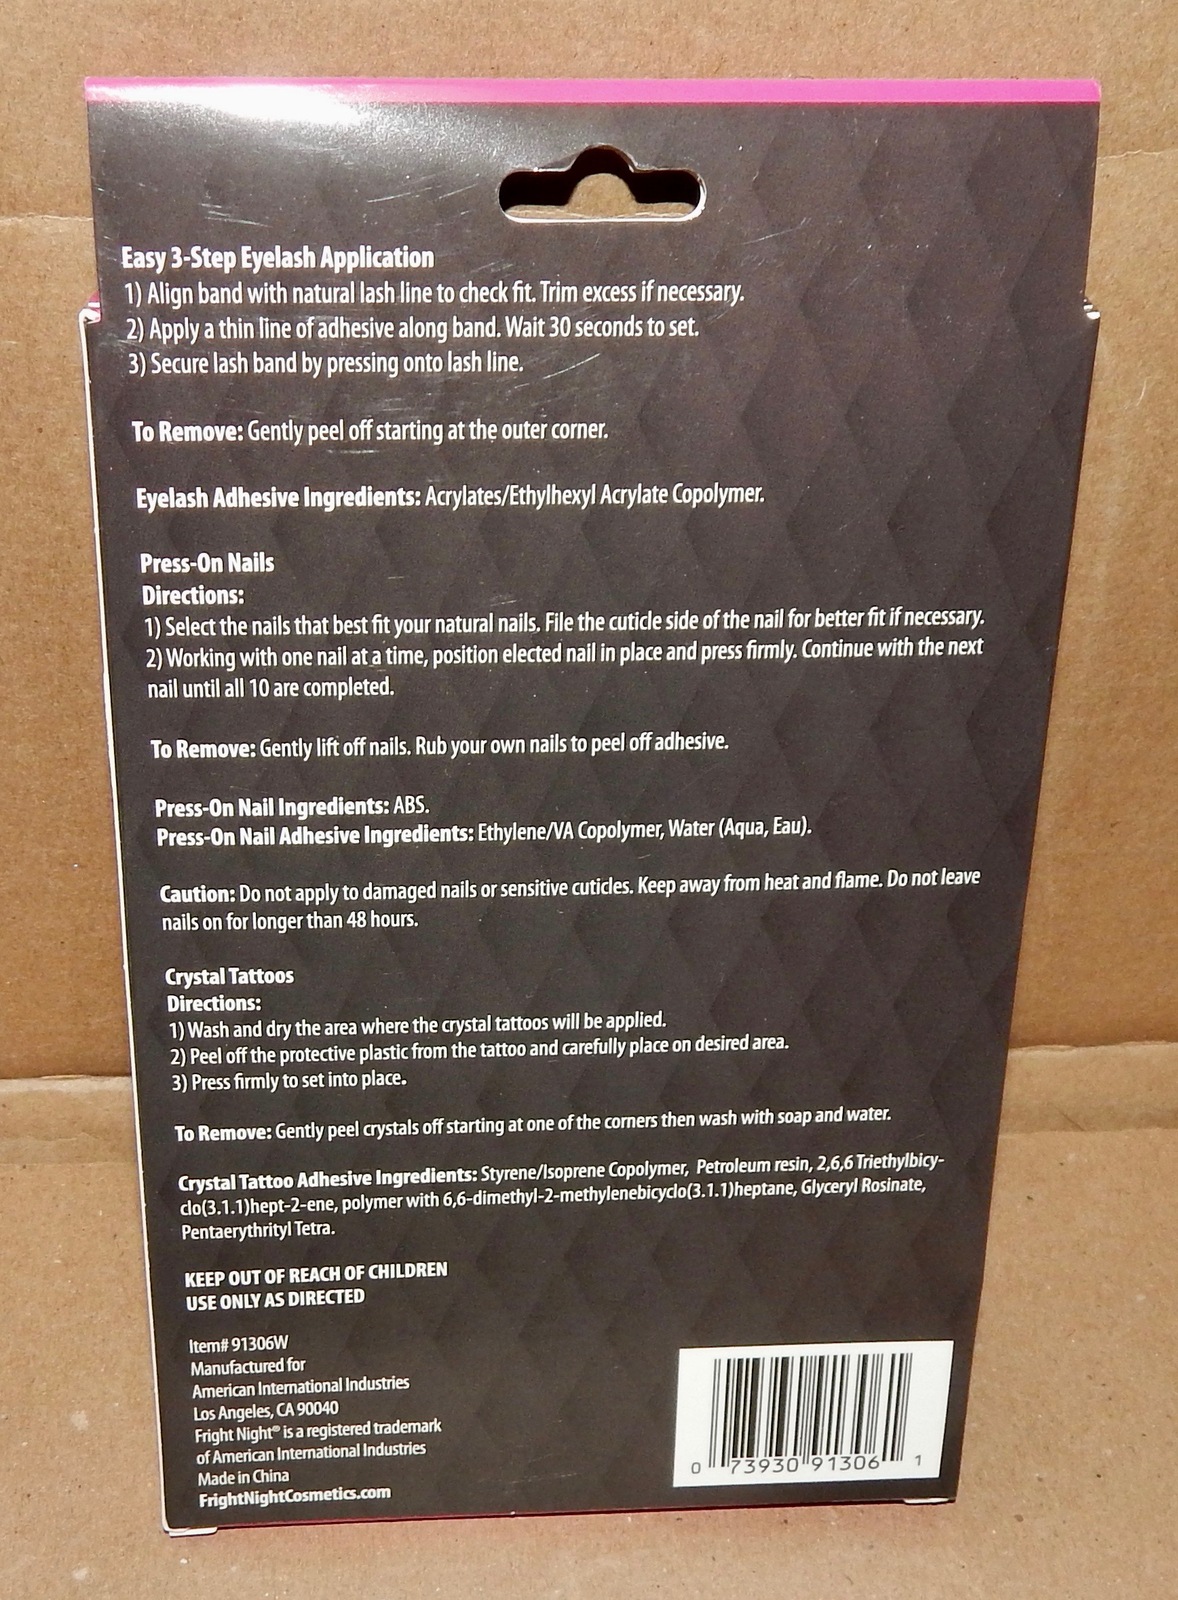 Easy 3-Step Eyelash Application
1) Align band with natural lash line to check fit. Trim excess if necessary.
2) Apply a thin line of adhesive along band. Wait 30 seconds to set.
3) Secure lash band by pressing onto lash line.
To Remove: Gently peel off starting at the outer corner.
Eyelash Adhesive Ingredients: Acrylates/Ethylhexyl Acrylate Copolymer.
Press-On Nails
Directions:
1) Select the nails that best fit your natural nails. File the cuticle side of the nail for better fit if necessary.
2) Working with one nail at a time, position elected nail in place and press firmly. Continue with the next
nail until all 10 are completed.
To Remove: Gently lift off nails. Rub your own nails to peel off adhesive.
Press-On Nail Ingredients: ABS.
Press-On Nail Adhesive Ingredients: Ethylene/VA Copolymer, Water (Aqua, Eau).
Caution: Do not apply to damaged nails or sensitive cuticles. Keep away from heat and flame. Do not leave
nails on for longer than 48 hours.
Crystal Tattoos
Directions:
1) Wash and dry the area where the crystal tattoos will be applied.
2) Peel off the protective plastic from the tattoo and carefully place on desired area.
3) Press firmly to set into place.
To Remove: Gently peel crystals off starting at one of the corners then wash with soap and water.
Crystal Tattoo Adhesive Ingredients: Styrene/Isoprene Copolymer, Petroleum resin, 2,6,6 Triethylbicy-
clo(3.1.1)hept-2-ene, polymer with 6,6-dimethyl-2-methylenebicyclo(3.1.1)heptane, Glyceryl Rosinate,
Pentaerythrityl Tetra.
KEEP OUT OF REACH OF CHILDREN
USE ONLY AS DIRECTED
Item# 91306W
Manufactured for
American International Industries
Los Angeles, CA 90040
Fright Night® is a registered trademark
of American International Industries
Made in China
FrightNightCosmetics.com
0 73930 91306 1